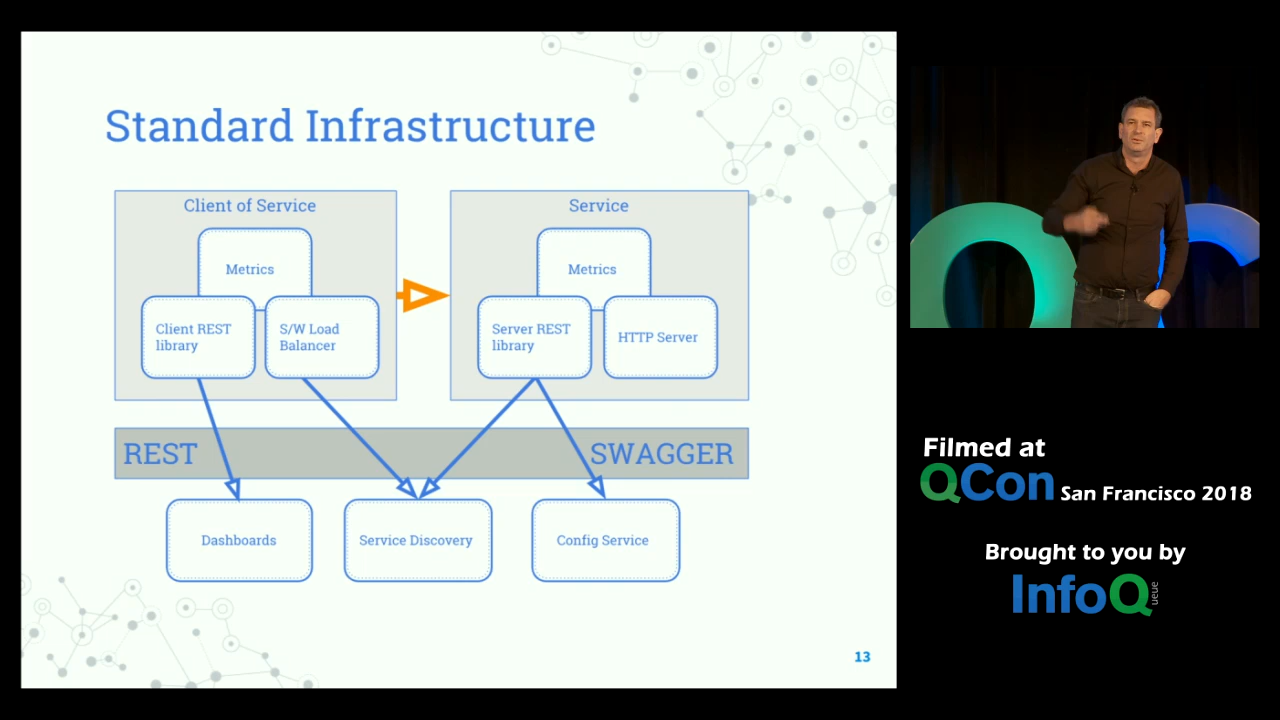 Standard Infrastructure
Client of Service
Metrics
Client REST
library
S/W Load
Balancer
Service
Metrics
Server REST
library
HTTP Server
REST
SWAGGER
Dashboards
Service Discovery
Config Service
13
Filmed at
QCon San Francisco 2018
Brought to you by
InfoQ
ueue